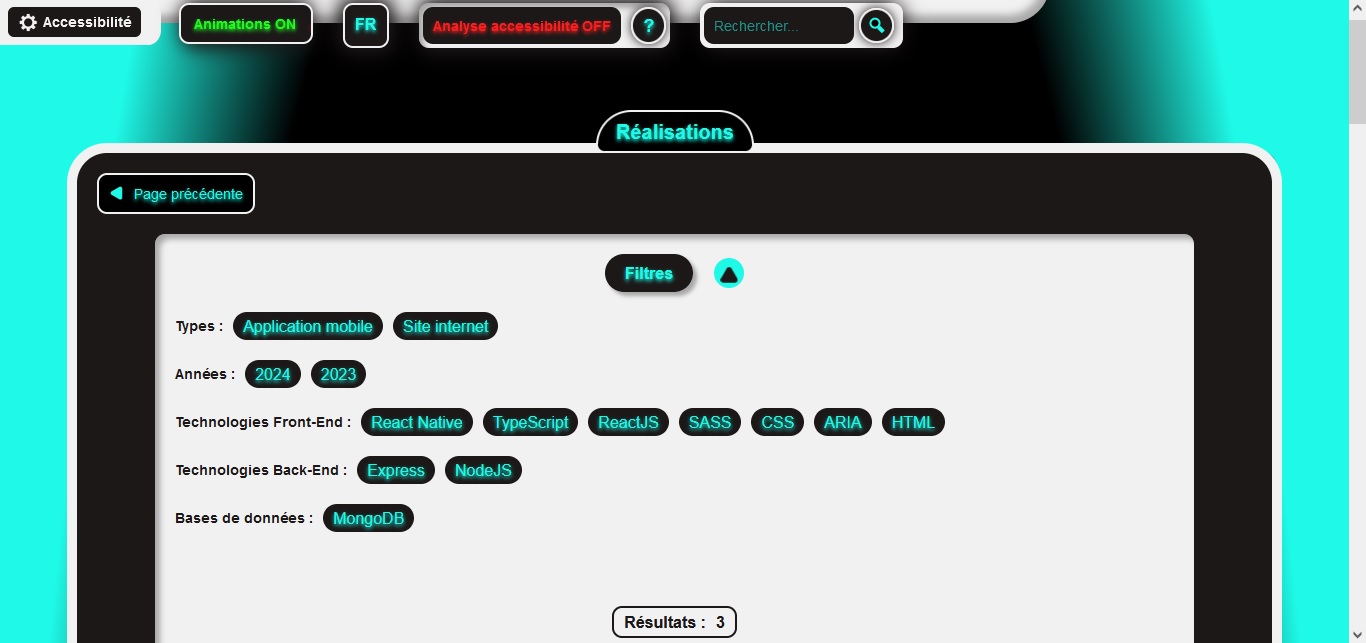 Accessibilité
Animations ON
FR
Analyse accessibilité OFF
?
Rechercher...
Réalisations
Page précédente
Filtres
Types : Application mobile Site internet
Années : 2024 2023
Technologies Front-End : React Native TypeScript ReactJS SASS CSS ARIA HTML
Technologies Back-End : Express NodeJS
Bases de données : MongoDB
Résultats : 3